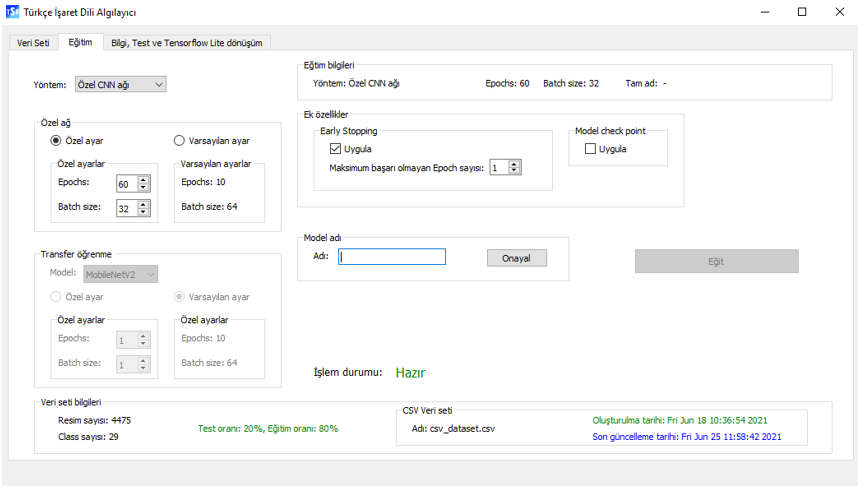 TSA Türkçe İşaret Dili Algılayıcı
Veri Seti Eğitim Bilgi, Test ve Tensorflow Lite dönüşüm
Yöntem: Özel CNN ağı
Özel ağ
Özel ayar Varsayılan ayar
Özel ayarlar
Epochs: 60
Batch size: 32
Varsayılan ayarlar
Epochs: 10
Batch size: 64
Transfer öğrenme
Model: MobileNetV2
Özel ayar Varsayılan ayar
Özel ayarlar
Epochs: 1
Batch size: 1
Özel ayarlar
Epochs: 10
Batch size: 64
Eğtim bilgileri
Yöntem: Özel CNN ağı Epochs: 60 Batch size: 32 Tam ad: -
Ek özellikler
Early Stopping
Uygula
Maksimum başarı olmayan Epoch sayısı: 1
Model check point
Uygula
Model adı
Adı: Onayal
Eğit
İşlem durumu: Hazır
Veri seti bilgileri
Resim sayısı: 4475
Class sayısı: 29
Test oranı: 20%, Eğitim oranı: 80%
CSV Veri seti
Adı: csv_dataset.csv
Oluşturulma tarihi: Fri Jun 18 10:36:54 2021
Son güncelleme tarihi: Fri Jun 25 11:58:42 2021